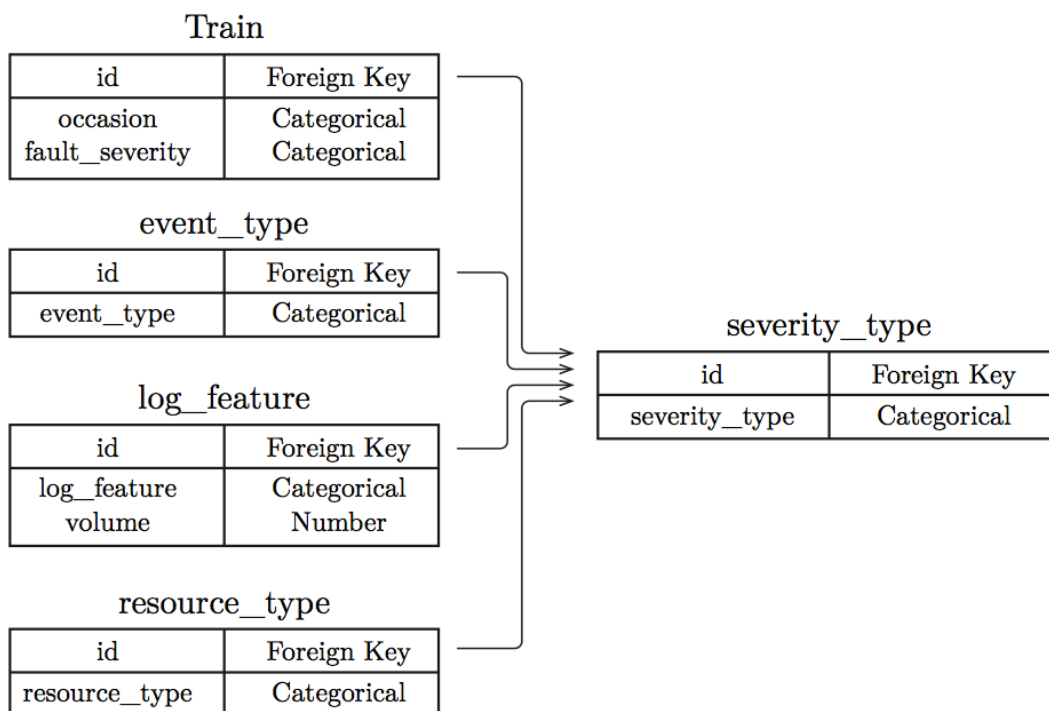 Train
id Foreign Key
occasion Categorical
fault_severity Categorical
event_type
id Foreign Key
event_type Categorical
log_feature
id Foreign Key
log_feature Categorical
volume Number
resource_type
id Foreign Key
resource_type Categorical
severity_type
id Foreign Key
severity_type Categorical